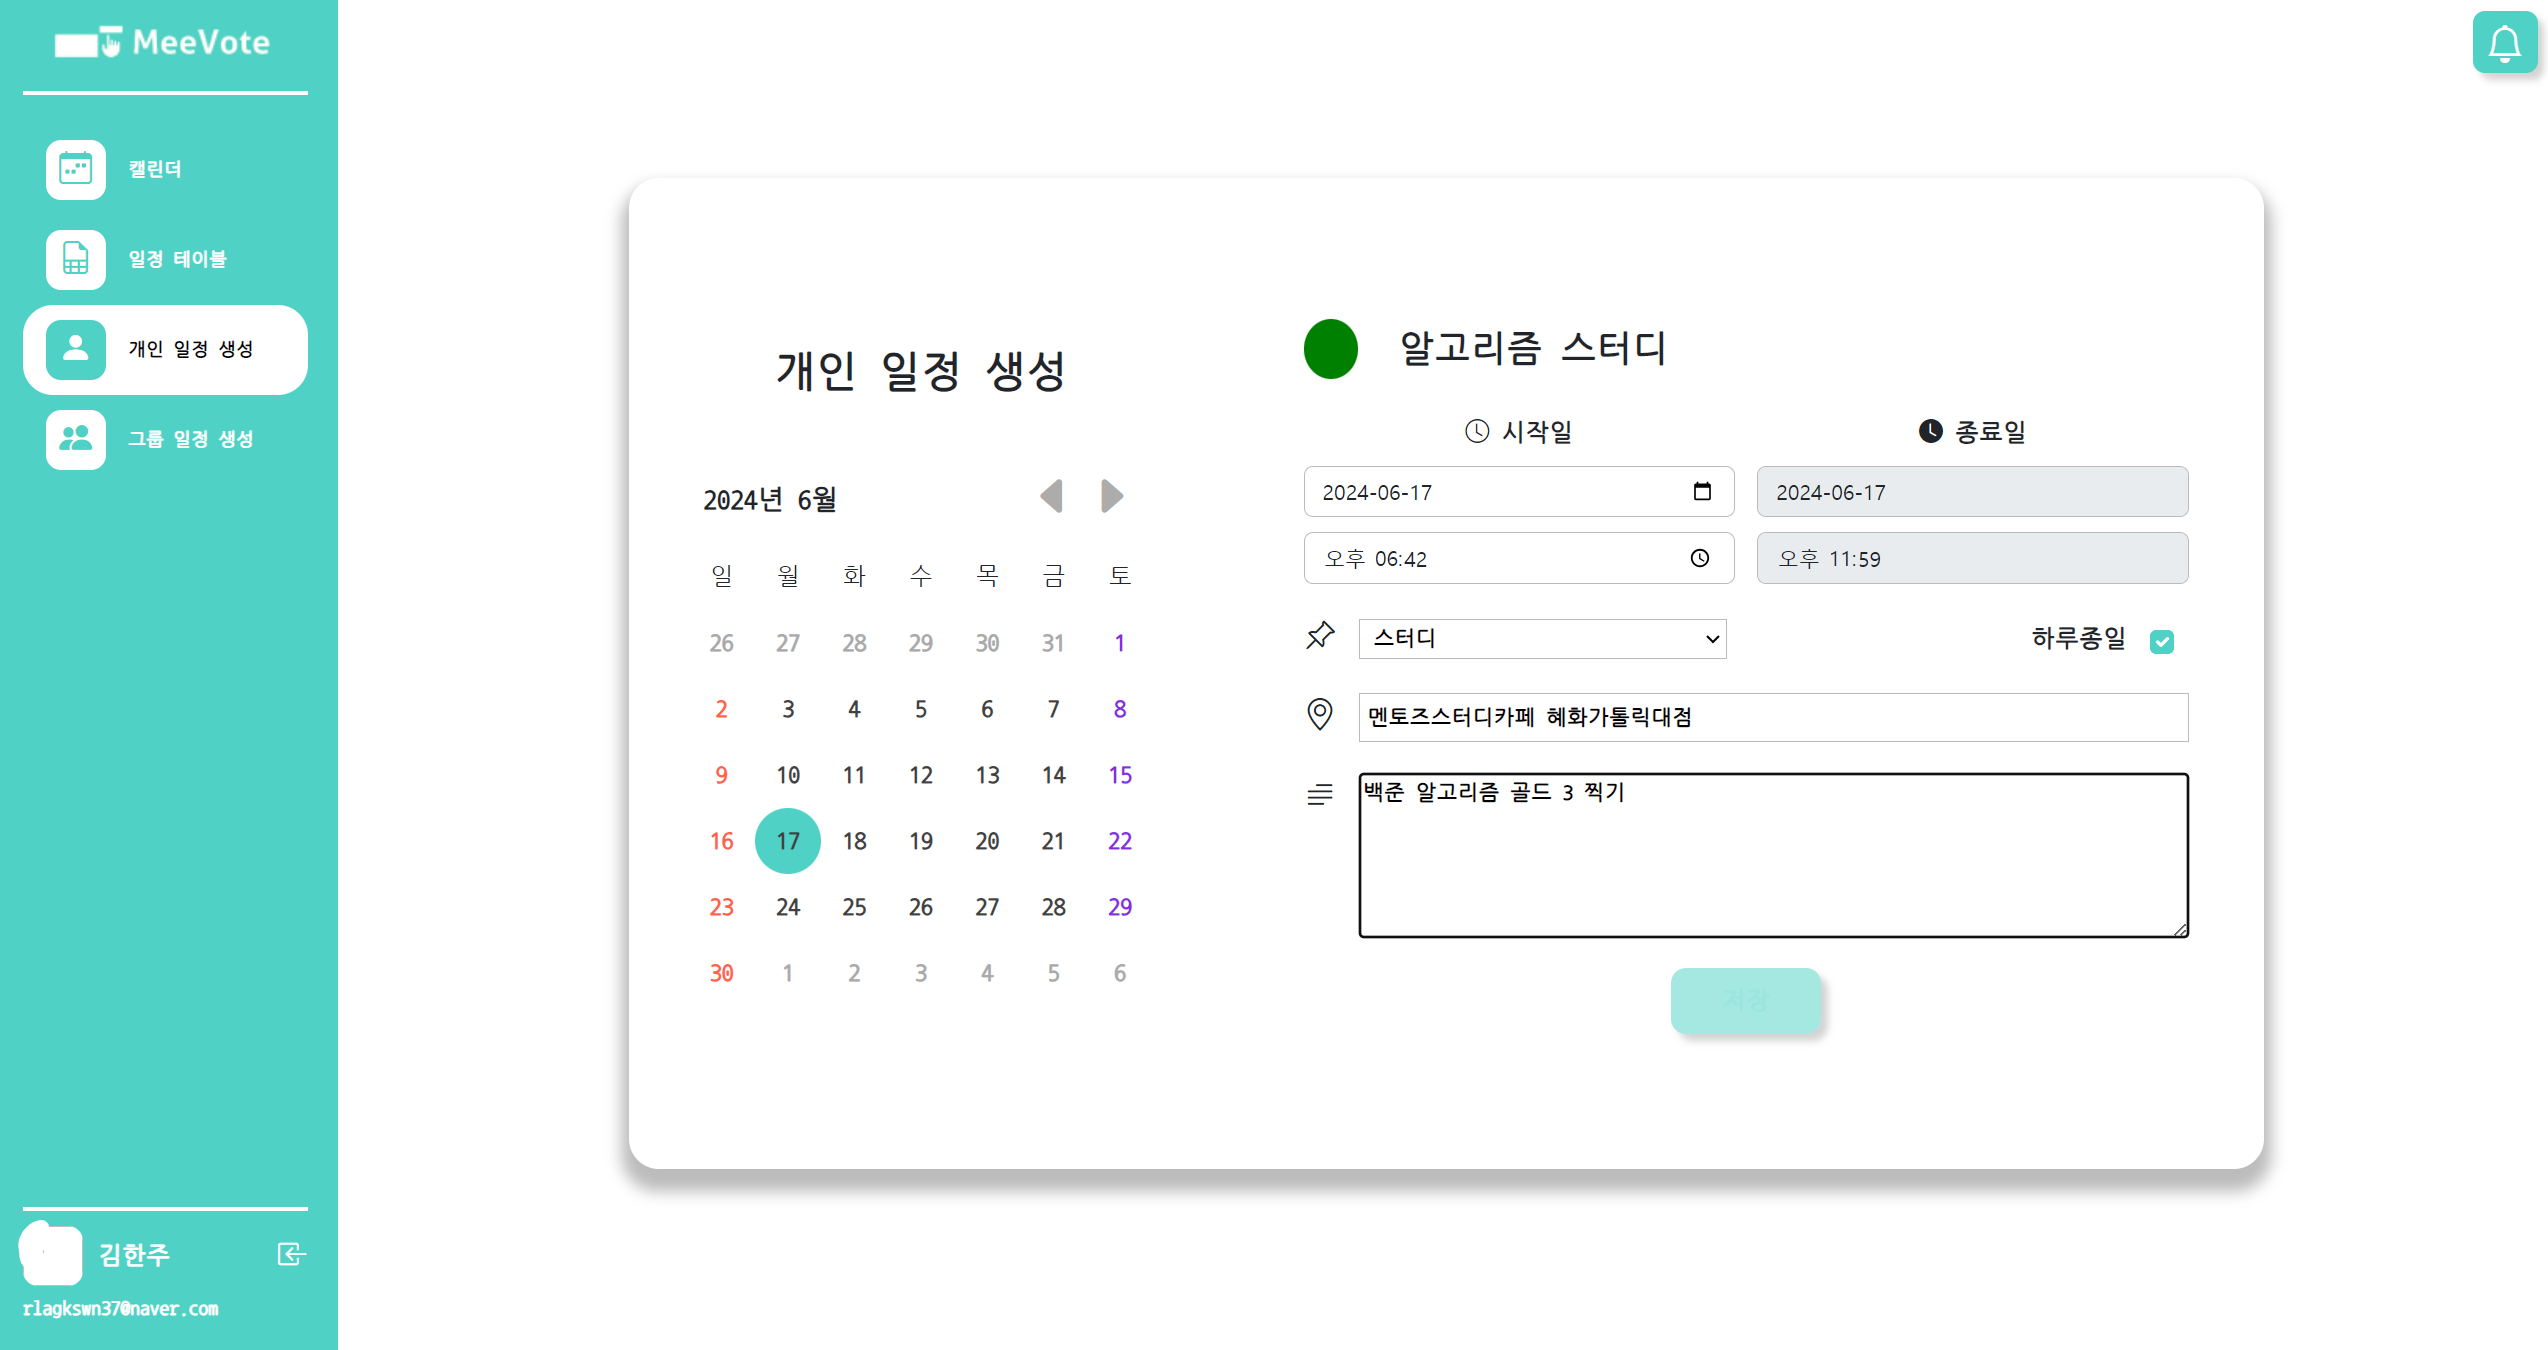 MeeVote
캘린더
일정 테이블
개인 일정 생성
그룹 일정 생성
김한주
rlagkswn37@naver.com
개인 일정 생성
2024년 6월
일 월 화 수 목 금 토
26 27 28 29 30 31 1
2 3 4 5 6 7 8
9 10 11 12 13 14 15
16 17 18 19 20 21 22
23 24 25 26 27 28 29
30 1 2 3 4 5 6
알고리즘 스터디
시작일 종료일
2024-06-17 2024-06-17
오후 06:42 오후 11:59
스터디 하루종일
멘토즈스터디카페 혜화가톨릭대점
백준 알고리즘 골드 3 찍기
저장